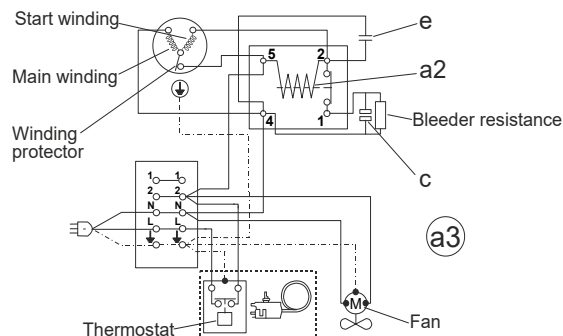 Start winding
e
5 2
a2
Main winding
4 1
Bleeder resistance
Winding
protector
c
1 1
2 2
N N
L L
a3
M
Fan
Thermostat